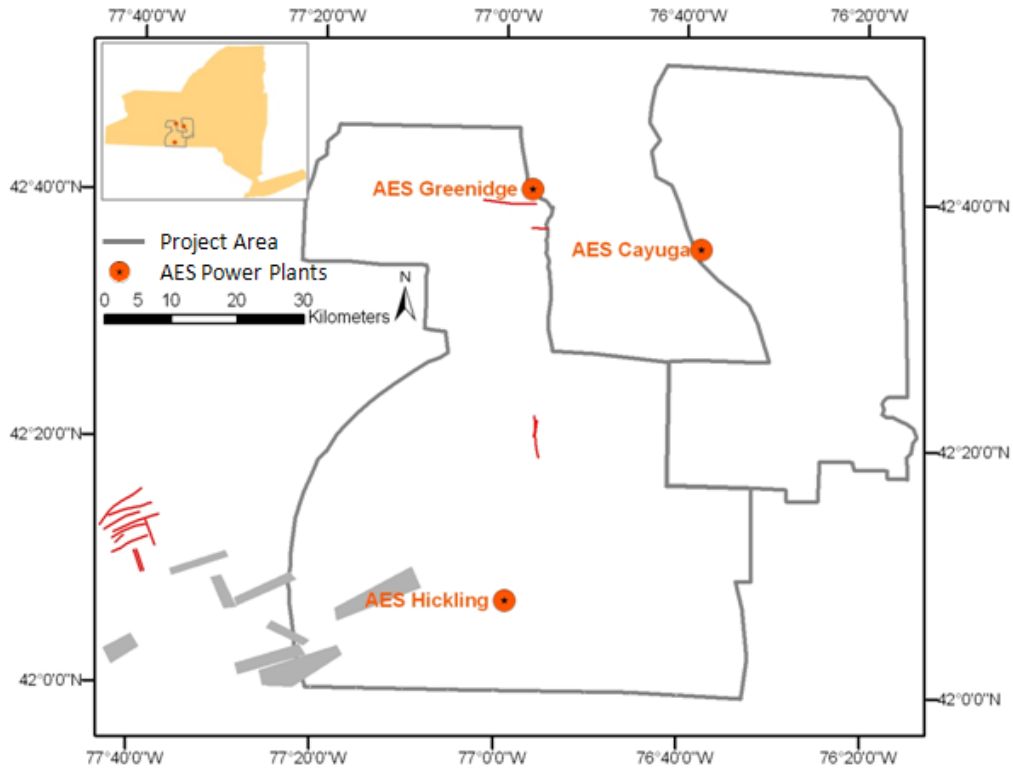 77°40'0"W 77°20'0"W 77°0'0"W 76°40'0"W 76°20'0"W
42°40'0"N
AES Greenidge
42°40'0"N
Project Area
AES Cayuga
AES Power Plants
N
0 5 10 20 30
Kilometers
42°20'0"N
42°20'0"N
AES Hickling
42°0'0"N
42°0'0"N
77°40'0"W 77°20'0"W 77°0'0"W 76°40'0"W 76°20'0"W